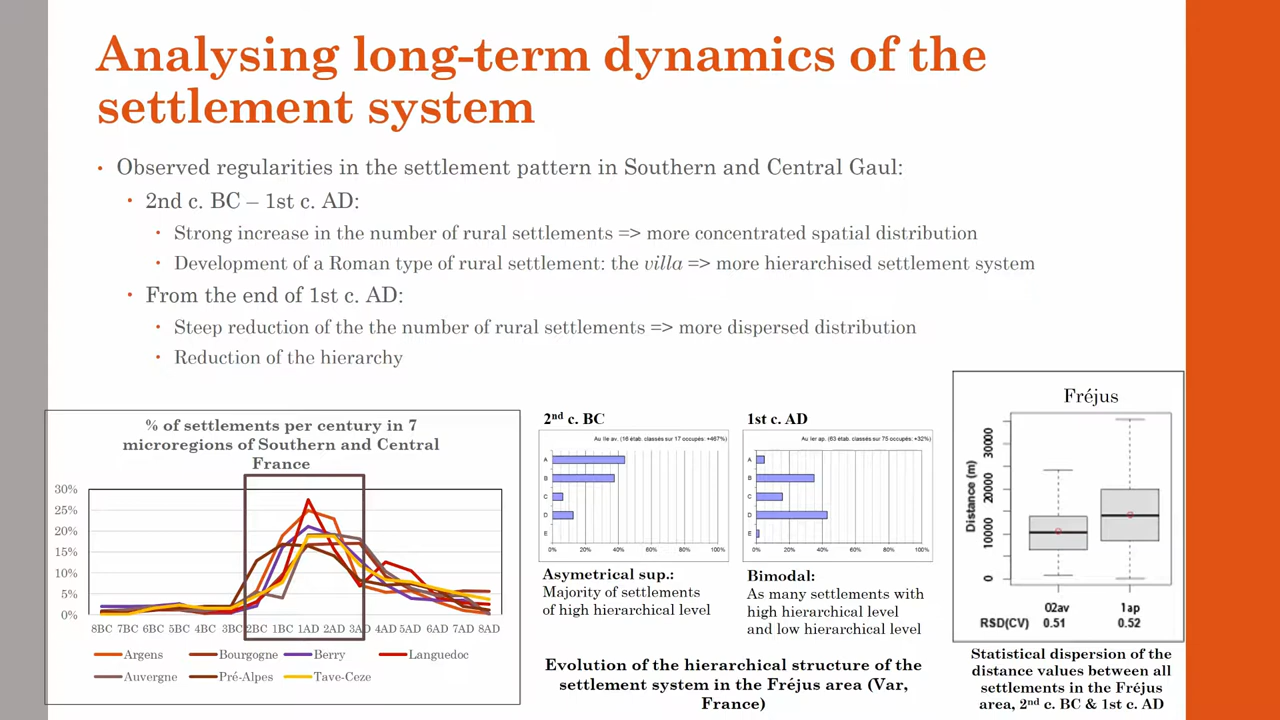 Analysing long-term dynamics of the
settlement system
• Observed regularities in the settlement pattern in Southern and Central Gaul:
• 2nd c. BC – 1st c. AD:
• Strong increase in the number of rural settlements => more concentrated spatial distribution
• Development of a Roman type of rural settlement: the villa => more hierarchised settlement system
• From the end of 1st c. AD:
• Steep reduction of the the number of rural settlements => more dispersed distribution
• Reduction of the hierarchy
% of settlements per century in 7
microregions of Southern and Central
France
30%
25%
20%
15%
10%
5%
0%
8BC 7BC 6BC 5BC 4BC 3BC 2BC 1BC 1AD 2AD 3AD 4AD 5AD 6AD 7AD 8AD
Argens Bourgogne Berry Languedoc
Auvergne Pré-Alpes Tave-Ceze
2nd c. BC
Au IIe av. (16 étab. classés sur 17 occupés: +467%)
A
B
C
D
E
0% 20% 40% 60% 80% 100%
Asymetrical sup.:
Majority of settlements
of high hierarchical level
1st c. AD
Au Ier ap. (63 étab. classés sur 75 occupés: +32%)
A
B
C
D
E
0% 20% 40% 60% 80% 100%
Bimodal:
As many settlements with
high hierarchical level
and low hierarchical level
Evolution of the hierarchical structure of the
settlement system in the Fréjus area (Var,
France)
Fréjus
Distance (m)
30000
20000
10000
0
02av 1ap
RSD(CV) 0.51 0.52
Statistical dispersion of the
distance values between all
settlements in the Fréjus
area, 2nd c. BC & 1st c. AD